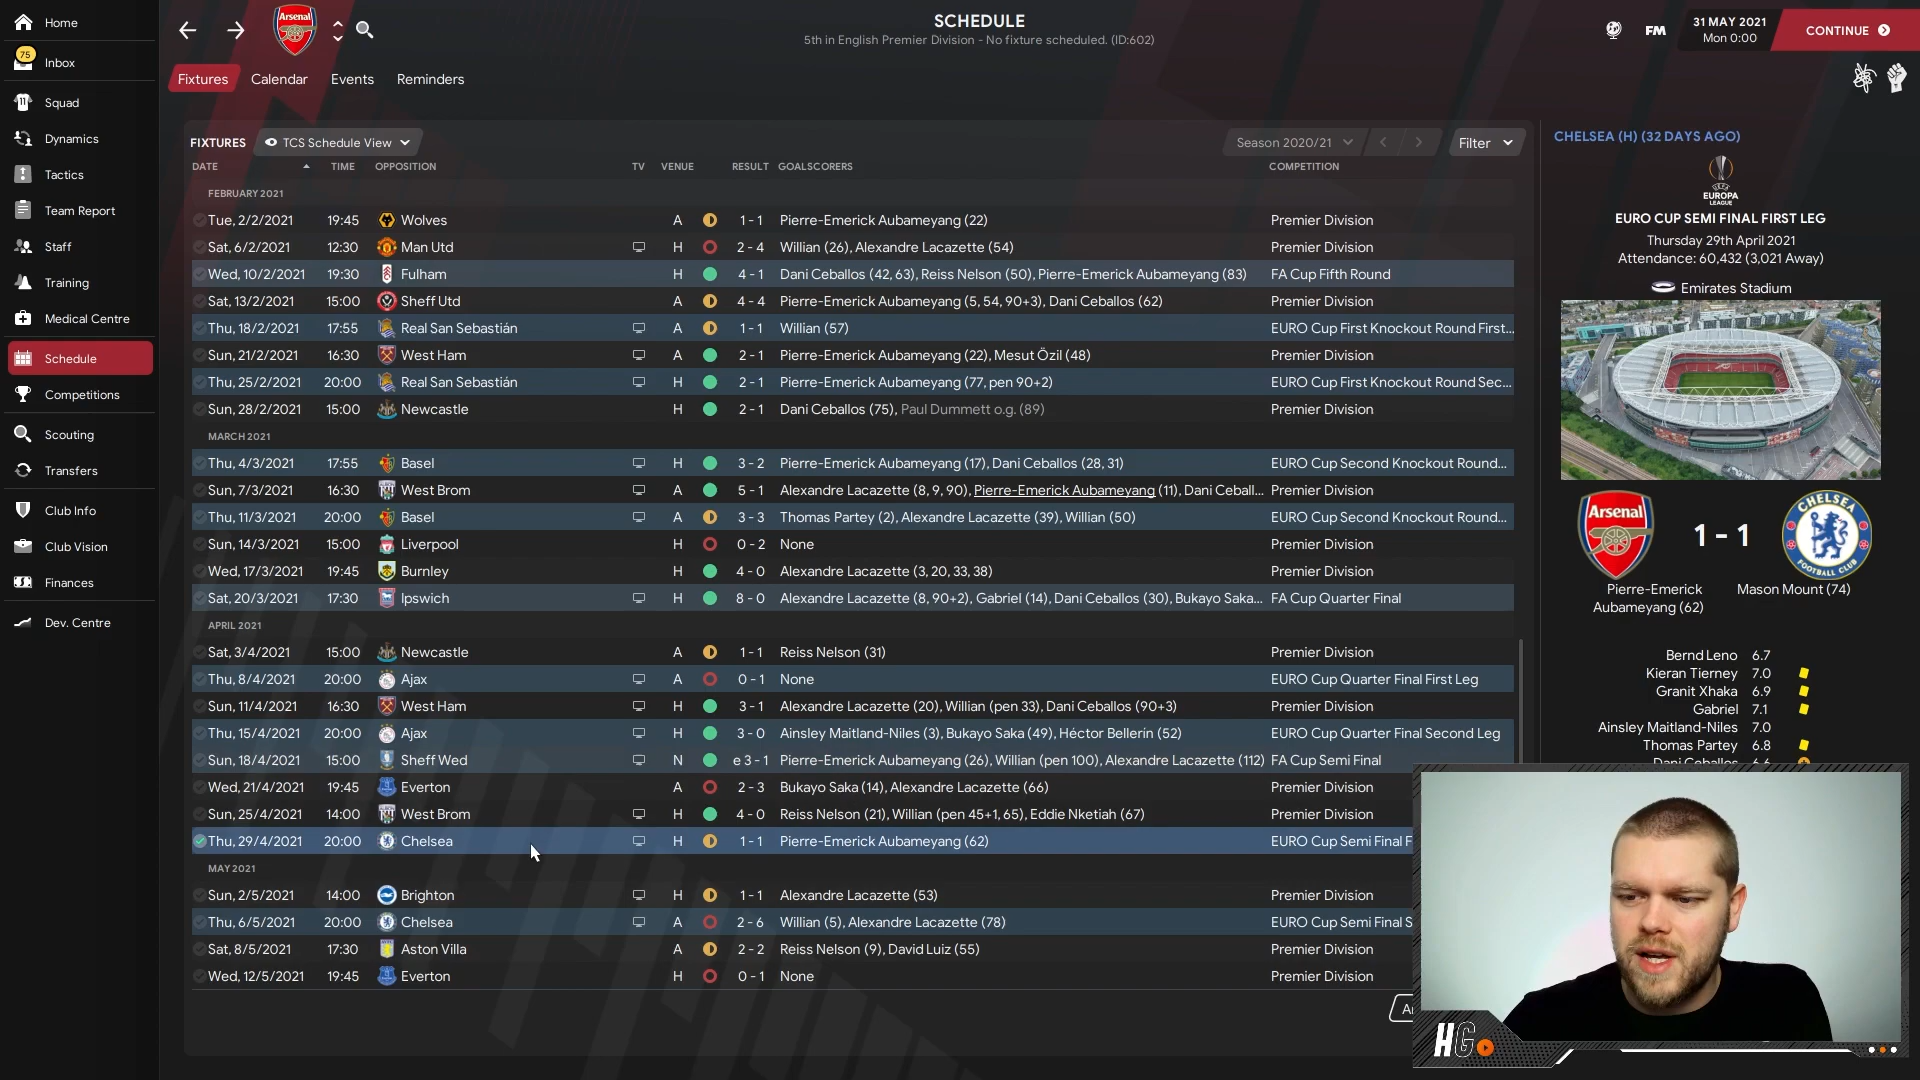 Home
75
Inbox
Squad
Dynamics
Tactics
Team Report
Staff
Training
Medical Centre
Schedule
Competitions
Scouting
Transfers
Club Info
Club Vision
Finances
Dev. Centre
Arsenal
SCHEDULE
5th in English Premier Division - No fixture scheduled. (ID:602)
FM
31 MAY 2021
Mon 0:00
CONTINUE
Fixtures Calendar Events Reminders
FIXTURES TCS Schedule View Season 2020/21 Filter
DATE TIME OPPOSITION TV VENUE RESULT GOALSCORERS COMPETITION
FEBRUARY 2021
Tue, 2/2/2021 19:45 Wolves A 1 - 1 Pierre-Emerick Aubameyang (22) Premier Division
Sat, 6/2/2021 12:30 Man Utd H 2 - 4 Willian (26), Alexandre Lacazette (54) Premier Division
Wed, 10/2/2021 19:30 Fulham H 4 - 1 Dani Ceballos (42, 63), Reiss Nelson (50), Pierre-Emerick Aubameyang (83) FA Cup Fifth Round
Sat, 13/2/2021 15:00 Sheff Utd A 4 - 4 Pierre-Emerick Aubameyang (5, 54, 90+3), Dani Ceballos (62) Premier Division
Thu, 18/2/2021 17:55 Real San Sebastián A 1 - 1 Willian (57) EURO Cup First Knockout Round First...
Sun, 21/2/2021 16:30 West Ham A 2 - 1 Pierre-Emerick Aubameyang (22), Mesut Özil (48) Premier Division
Thu, 25/2/2021 20:00 Real San Sebastián H 2 - 1 Pierre-Emerick Aubameyang (77, pen 90+2) EURO Cup First Knockout Round Sec...
Sun, 28/2/2021 15:00 Newcastle H 2 - 1 Dani Ceballos (75), Paul Dummett o.g. (89) Premier Division
MARCH 2021
Thu, 4/3/2021 17:55 Basel H 3 - 2 Pierre-Emerick Aubameyang (17), Dani Ceballos (28, 31) EURO Cup Second Knockout Round...
Sun, 7/3/2021 16:30 West Brom A 5 - 1 Alexandre Lacazette (8, 9, 90), Pierre-Emerick Aubameyang (11), Dani Ceball... Premier Division
Thu, 11/3/2021 20:00 Basel A 3 - 3 Thomas Partey (2), Alexandre Lacazette (39), Willian (50) EURO Cup Second Knockout Round...
Sun, 14/3/2021 15:00 Liverpool H 0 - 2 None Premier Division
Wed, 17/3/2021 19:45 Burnley H 4 - 0 Alexandre Lacazette (3, 20, 33, 38) Premier Division
Sat, 20/3/2021 17:30 Ipswich H 8 - 0 Alexandre Lacazette (8, 90+2), Gabriel (14), Dani Ceballos (30), Bukayo Saka... FA Cup Quarter Final
APRIL 2021
Sat, 3/4/2021 15:00 Newcastle A 1 - 1 Reiss Nelson (31) Premier Division
Thu, 8/4/2021 20:00 Ajax A 0 - 1 None EURO Cup Quarter Final First Leg
Sun, 11/4/2021 16:30 West Ham H 3 - 1 Alexandre Lacazette (20), Willian (pen 33), Dani Ceballos (90+3) Premier Division
Thu, 15/4/2021 20:00 Ajax H 3 - 0 Ainsley Maitland-Niles (3), Bukayo Saka (49), Héctor Bellerín (52) EURO Cup Quarter Final Second Leg
Sun, 18/4/2021 15:00 Sheff Wed N e 3 - 1 Pierre-Emerick Aubameyang (26), Willian (pen 100), Alexandre Lacazette (112) FA Cup Semi Final
Wed, 21/4/2021 19:45 Everton A 2 - 3 Bukayo Saka (14), Alexandre Lacazette (66) Premier Division
Sun, 25/4/2021 14:00 West Brom H 4 - 0 Reiss Nelson (21), Willian (pen 45+1, 65), Eddie Nketiah (67) Premier Division
Thu, 29/4/2021 20:00 Chelsea H 1 - 1 Pierre-Emerick Aubameyang (62) EURO Cup Semi Final F
MAY 2021
Sun, 2/5/2021 14:00 Brighton H 1 - 1 Alexandre Lacazette (53) Premier Division
Thu, 6/5/2021 20:00 Chelsea A 2 - 6 Willian (5), Alexandre Lacazette (78) EURO Cup Semi Final S
Sat, 8/5/2021 17:30 Aston Villa A 2 - 2 Reiss Nelson (9), David Luiz (55) Premier Division
Wed, 12/5/2021 19:45 Everton H 0 - 1 None Premier Division
CHELSEA (H) (32 DAYS AGO)
UEFA
EUROPA
LEAGUE
EURO CUP SEMI FINAL FIRST LEG
Thursday 29th April 2021
Attendance: 60,432 (3,021 Away)
Emirates Stadium
Arsenal
1 - 1
CHELSEA
FOOTBALL CLUB
Pierre-Emerick
Aubameyang (62)
Mason Mount (74)
Bernd Leno 6.7
Kieran Tierney 7.0
Granit Xhaka 6.9
Gabriel 7.1
Ainsley Maitland-Niles 7.0
Thomas Partey 6.8
Dani Ceballos 6.6
HG